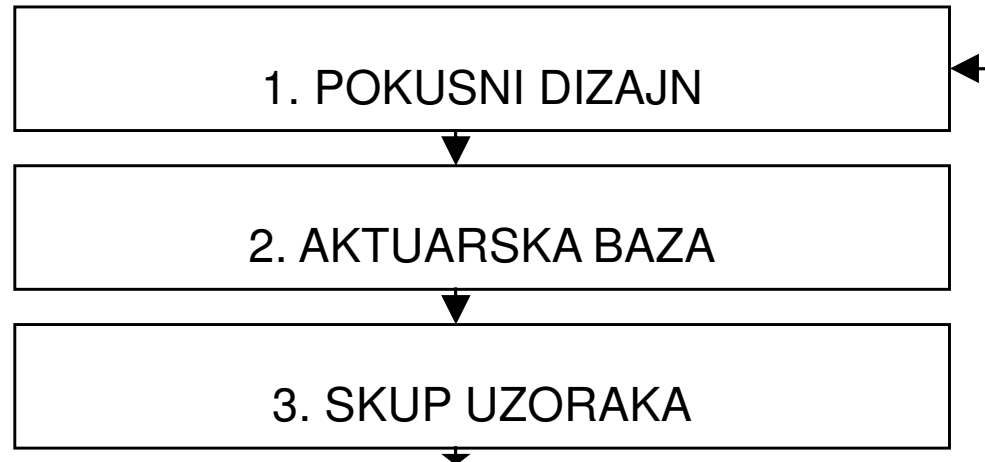 1. POKUSNI DIZAJN
2. AKTUARSKA BAZA
3. SKUP UZORAKA